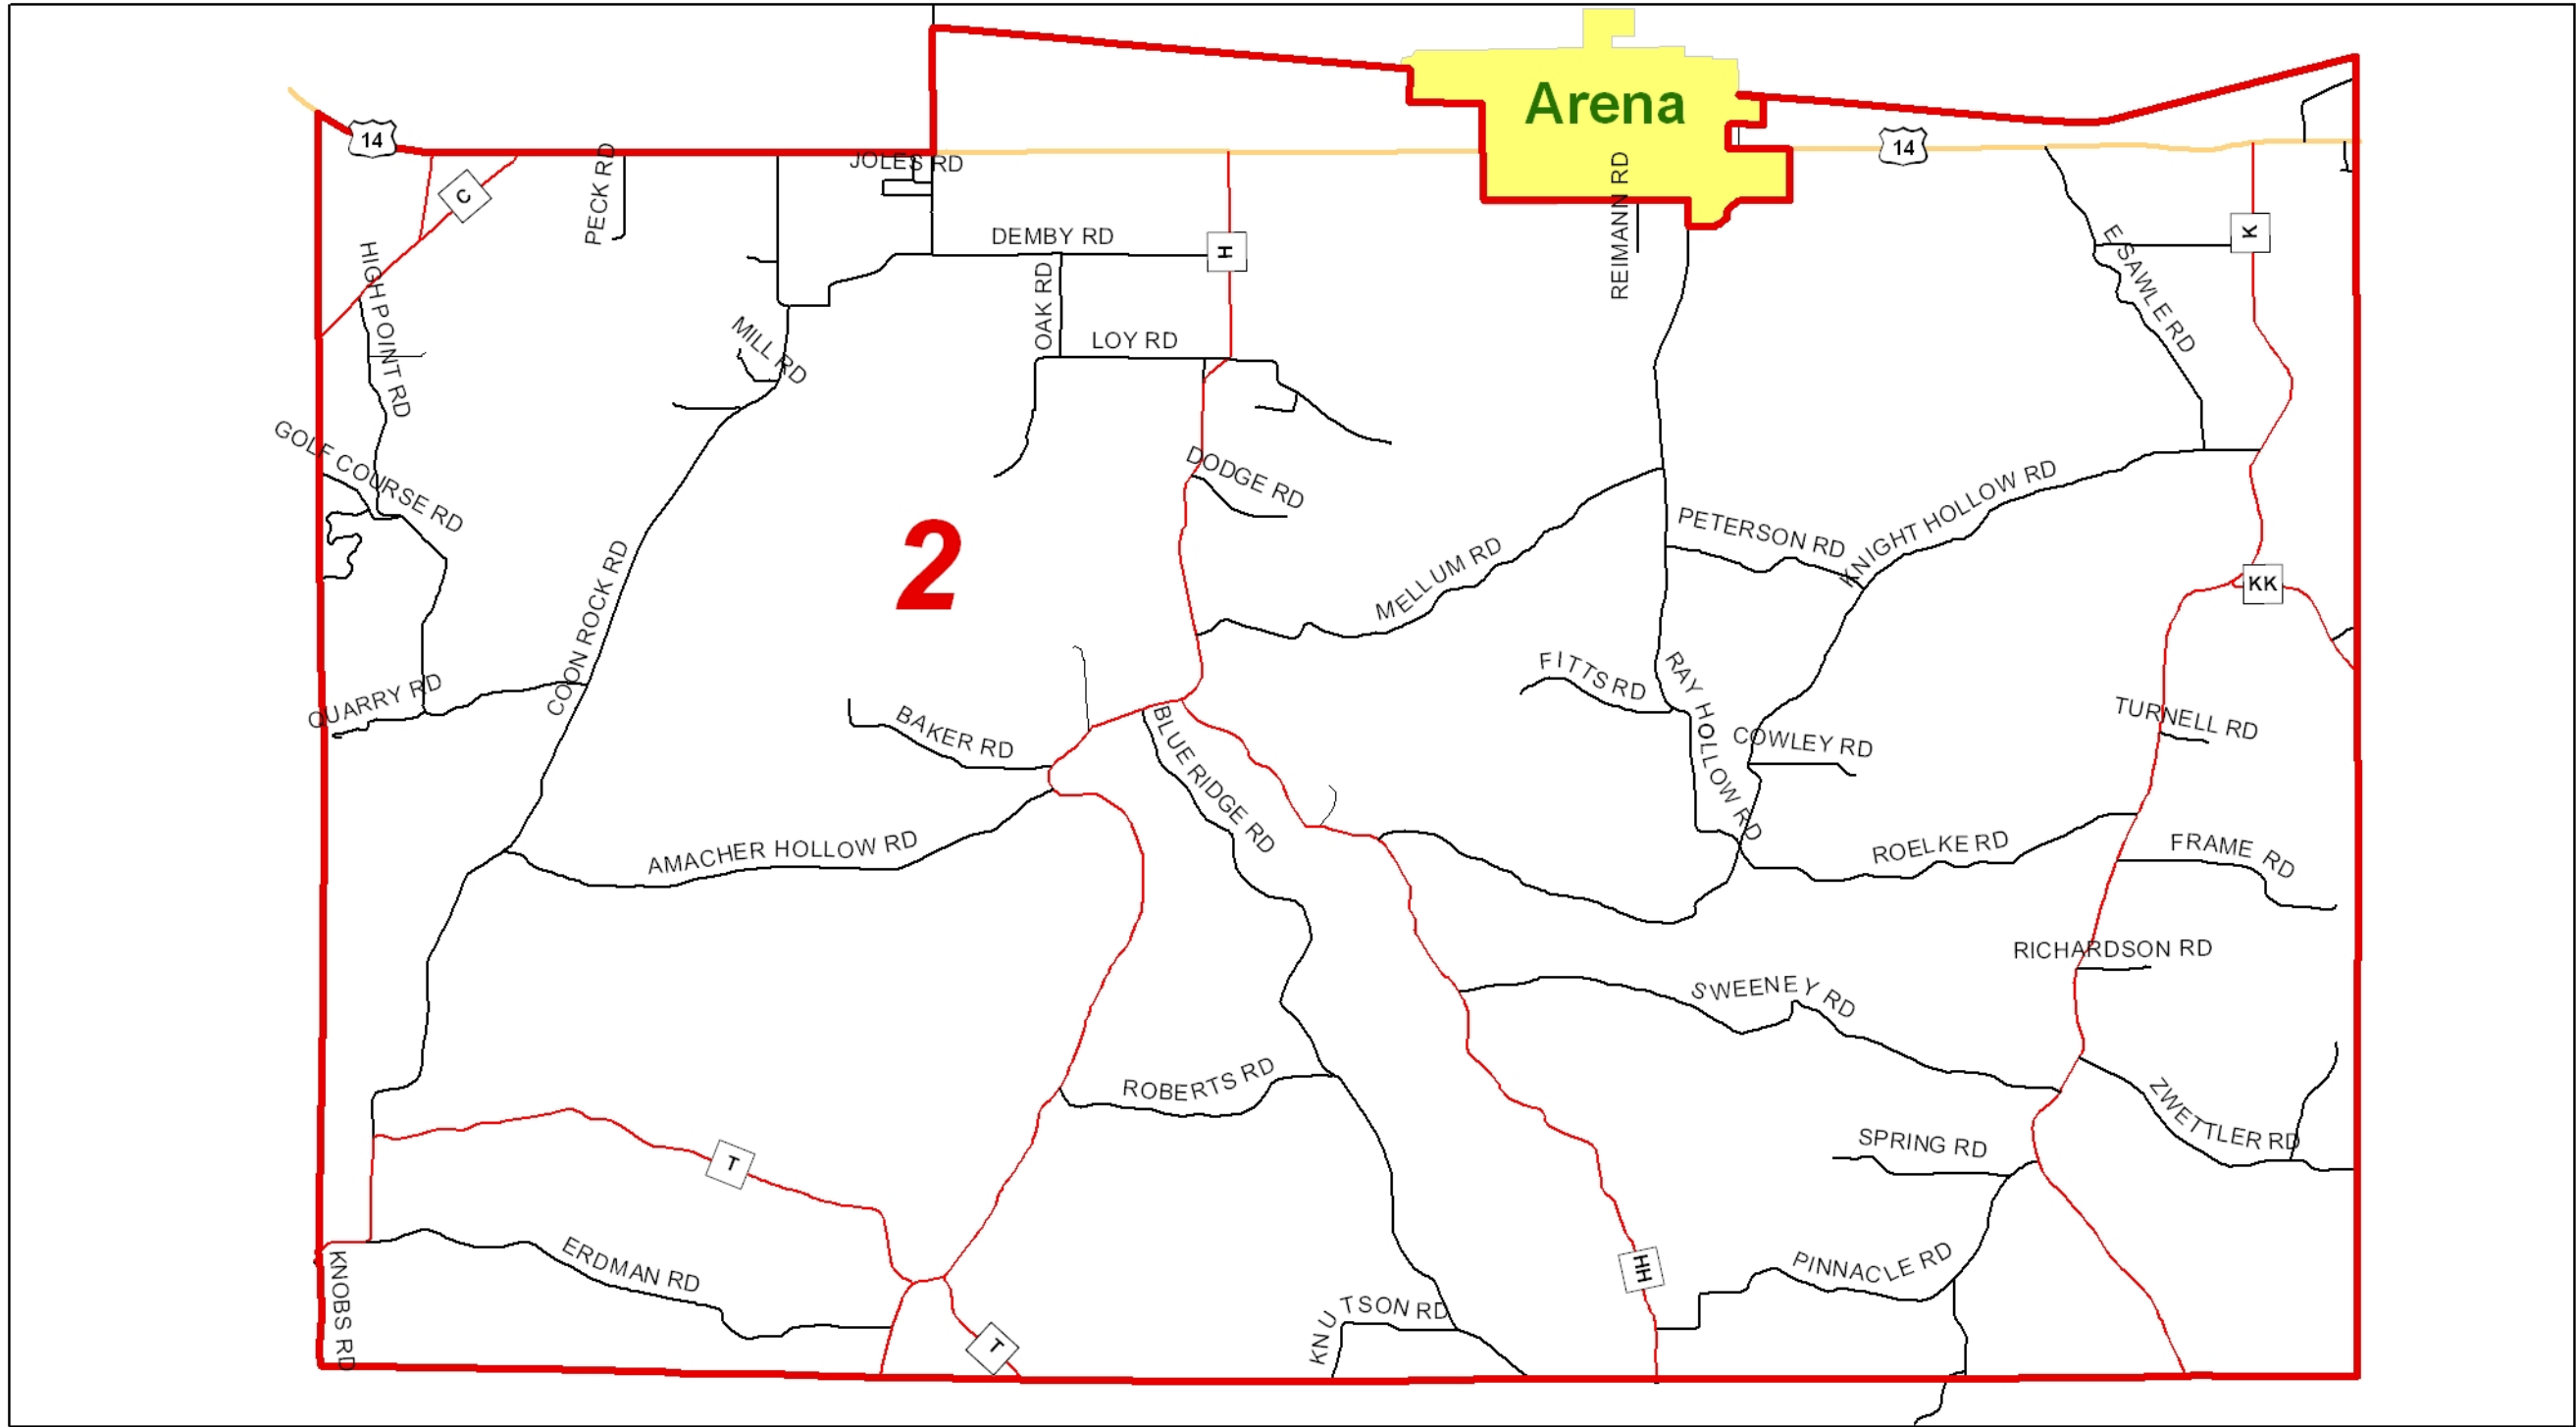 Arena
14
14
JOLES RD
C
PECK RD
REIMANN RD
DEMBY RD
H
K
HIGH POINT RD
OAK RD
E SAWLE RD
MILL RD
LOY RD
GOLF COURSE RD
DODGE RD
KNIGHT HOLLOW RD
PETERSON RD
2
MELLUM RD
COON ROCK RD
KK
FITTS RD
RAY HOLLOW RD
QUARRY RD
BAKER RD
BLUE RIDGE RD
COWLEY RD
TURNELL RD
AMACHER HOLLOW RD
ROELKE RD
FRAME RD
RICHARDSON RD
SWEENEY RD
ROBERTS RD
ZWETTLER RD
SPRING RD
T
ERDMAN RD
HH
PINNACLE RD
KNOBS RD
KNUTSON RD
T